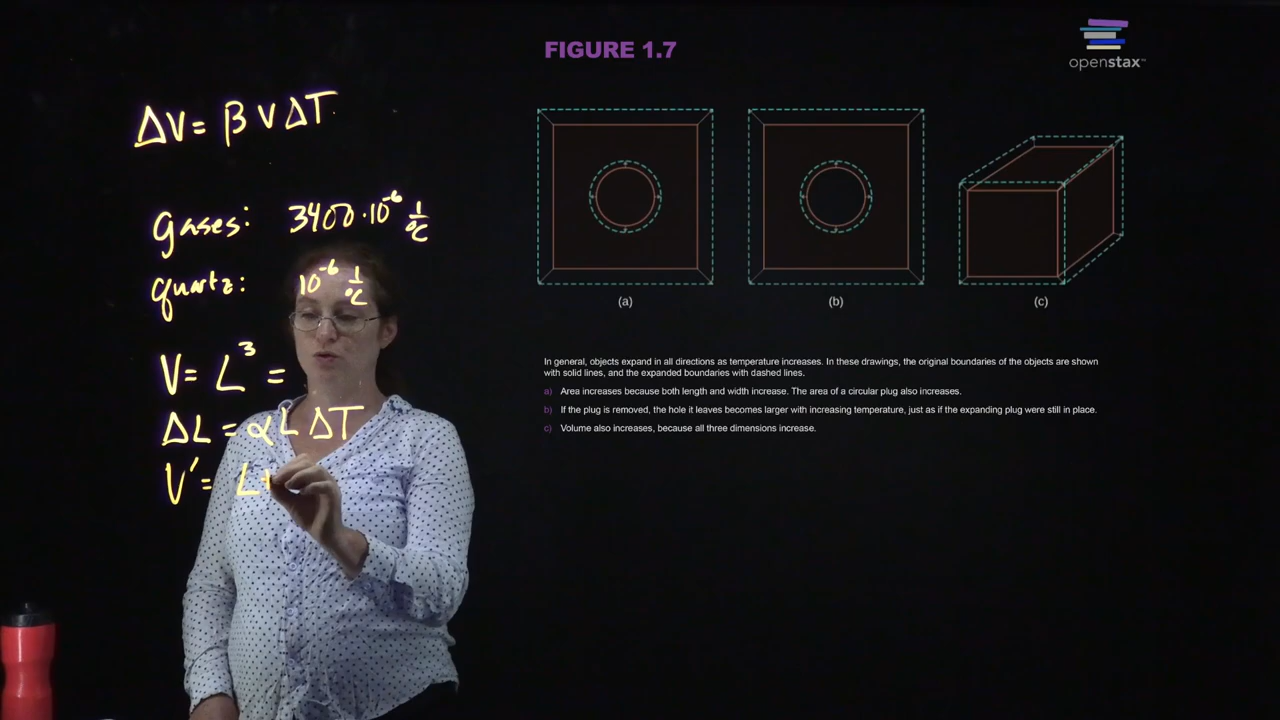 FIGURE 1.7
openstax™
ΔV = β V ΔT
gases: 3400·10⁻⁶ 1/°C
quartz: 10⁻⁶ 1/°C
V = L³ =
ΔL = α L ΔT
V' = L+
(a)
(b)
(c)
In general, objects expand in all directions as temperature increases. In these drawings, the original boundaries of the objects are shown
with solid lines, and the expanded boundaries with dashed lines.
a) Area increases because both length and width increase. The area of a circular plug also increases.
b) If the plug is removed, the hole it leaves becomes larger with increasing temperature, just as if the expanding plug were still in place.
c) Volume also increases, because all three dimensions increase.